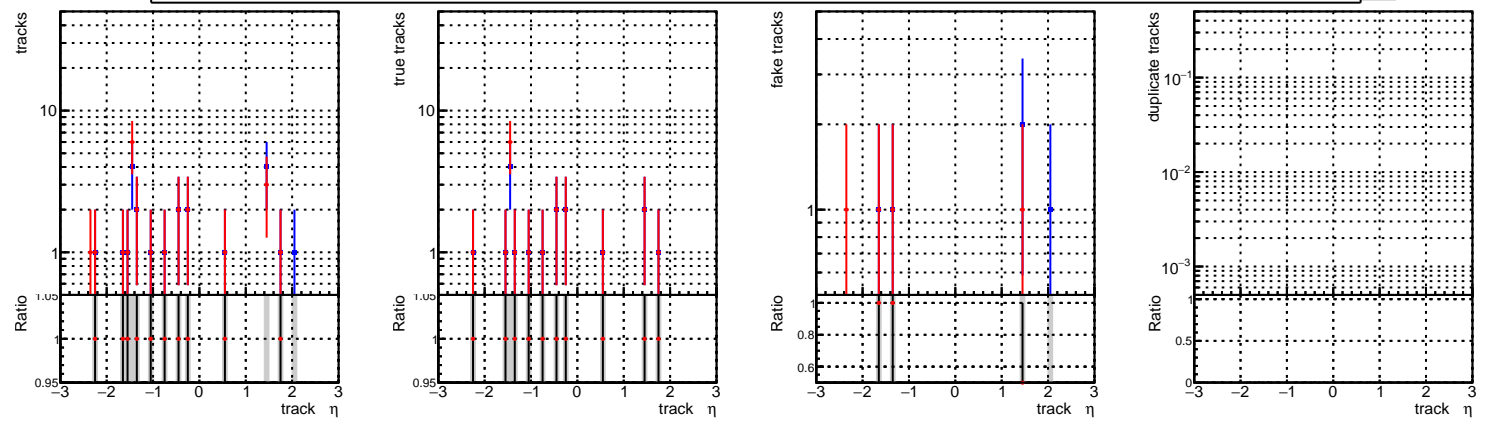 tracks
10
1
Ratio
1.05
1
0.95
−3 −2 −1 0 1 2 3
track η
true tracks
10
1
Ratio
1.05
1
0.95
−3 −2 −1 0 1 2 3
track η
fake tracks
1
Ratio
1
0.8
0.6
−3 −2 −1 0 1 2 3
track η
duplicate tracks
10⁻¹
10⁻²
10⁻³
Ratio
1
0.5
0
−3 −2 −1 0 1 2 3
track η